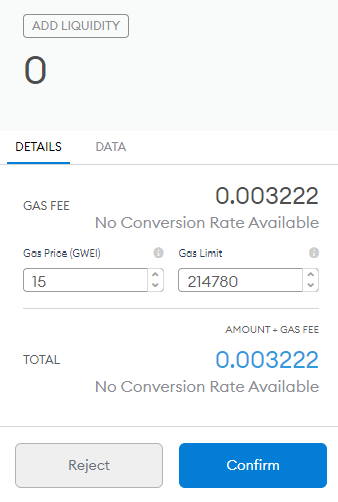 ADD LIQUIDITY
0
DETAILS DATA
GAS FEE 0.003222
No Conversion Rate Available
Gas Price (GWEI) Gas Limit
15 214780
AMOUNT + GAS FEE
TOTAL 0.003222
No Conversion Rate Available
Reject Confirm